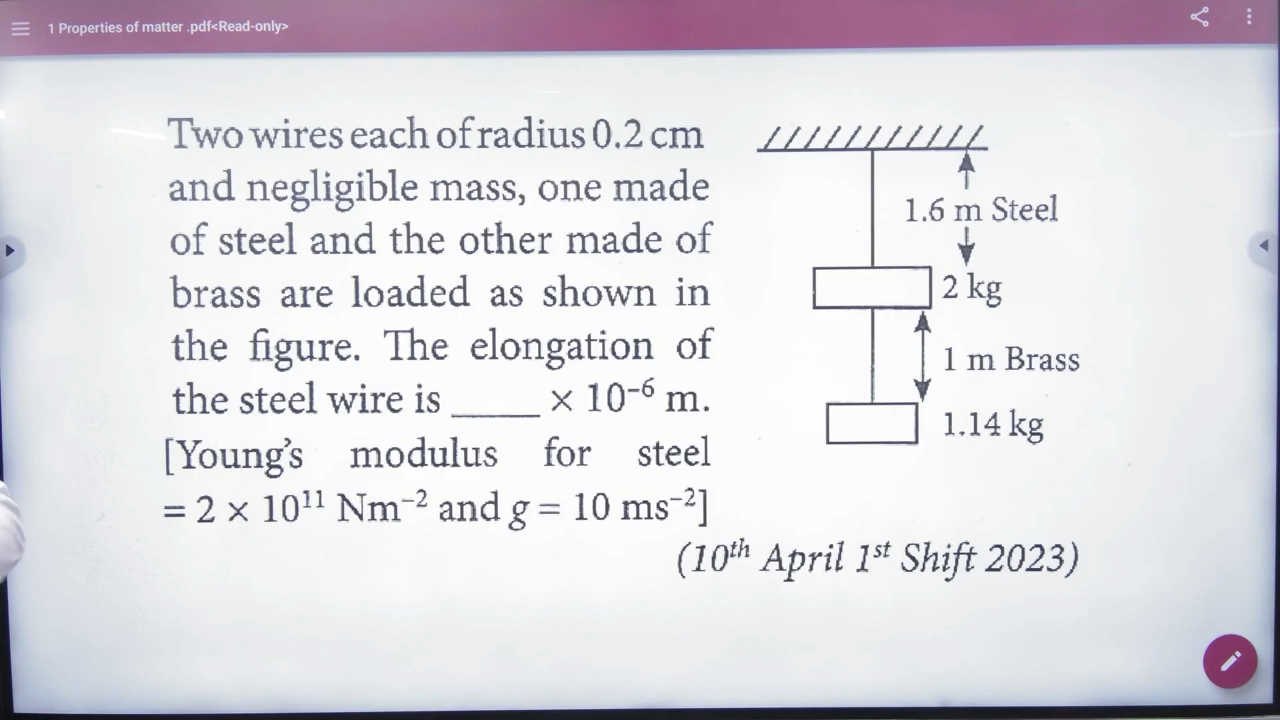 1 Properties of matter .pdf<Read-only>
Two wires each of radius 0.2 cm
and negligible mass, one made
of steel and the other made of
brass are loaded as shown in
the figure. The elongation of
the steel wire is _____ × 10⁻⁶ m.
[Young's modulus for steel
= 2 × 10¹¹ Nm⁻² and g = 10 ms⁻²]
1.6 m Steel
2 kg
1 m Brass
1.14 kg
(10ᵗʰ April 1ˢᵗ Shift 2023)